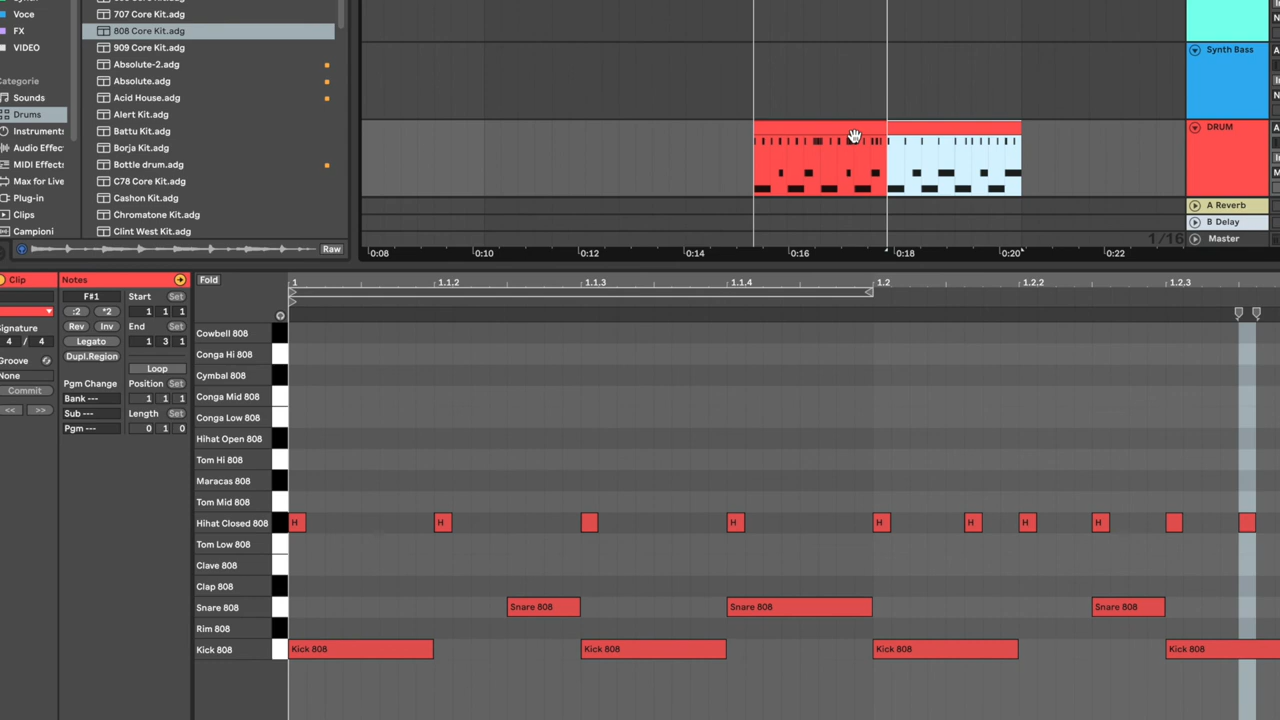 Voce
FX
VIDEO
Categorie
Sounds
Drums
Instrument:
Audio Effec
MIDI Effect:
Max for Live
Plug-in
Clips
Campioni
707 Core Kit.adg
808 Core Kit.adg
909 Core Kit.adg
Absolute-2.adg
Absolute.adg
Acid House.adg
Alert Kit.adg
Battu Kit.adg
Borja Kit.adg
Bottle drum.adg
C78 Core Kit.adg
Cashon Kit.adg
Chromatone Kit.adg
Clint West Kit.adg
Raw
Synth Bass
DRUM
A Reverb
B Delay
Master
1/16
0:08 0:10 0:12 0:14 0:16 0:18 0:20 0:22
Clip
Signature
4 / 4
Groove
None
Commit
<< >>
Notes
F#1
:2 *2
Rev Inv
Legato
Dupl.Region
Pgm Change
Bank ---
Sub ---
Pgm ---
Start Set
1 1 1
End Set
1 3 1
Loop
Position Set
1 1 1
Length Set
0 1 0
Fold
1 1.1.2 1.1.3 1.1.4 1.2 1.2.2 1.2.3
Cowbell 808
Conga Hi 808
Cymbal 808
Conga Mid 808
Conga Low 808
Hihat Open 808
Tom Hi 808
Maracas 808
Tom Mid 808
Hihat Closed 808 H H H H H H H
Tom Low 808
Clave 808
Clap 808
Snare 808 Snare 808 Snare 808 Snare 808
Rim 808
Kick 808 Kick 808 Kick 808 Kick 808 Kick 808